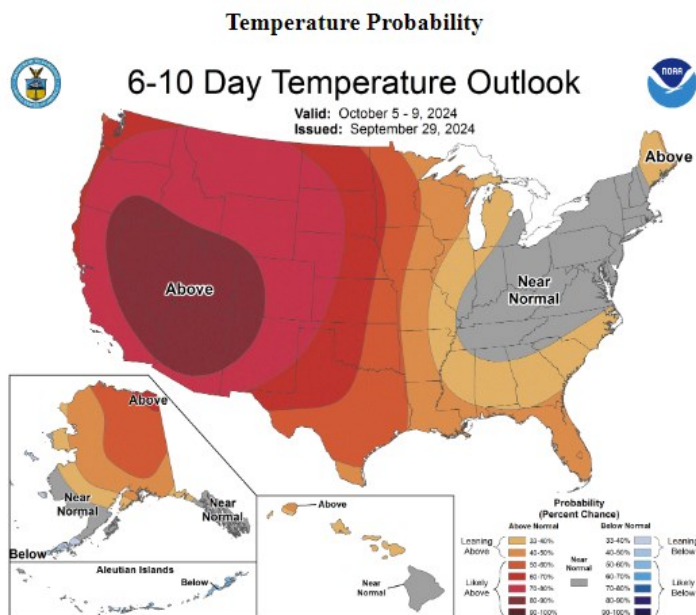 Temperature Probability
NOAA
6-10 Day Temperature Outlook
Valid: October 5 - 9, 2024
Issued: September 29, 2024
Above
Above
Near
Normal
Above
Near
Normal
Near
Normal
Below
Aleutian Islands
Below
Above
Near
Normal
Probability
(Percent Chance)
Above Normal
Below Normal
Leaning
Above
33-40%
40-50%
Near
Normal
33-40%
40-50%
Leaning
Below
Likely
Above
50-60%
60-70%
70-80%
80-90%
90-100%
50-60%
60-70%
70-80%
80-90%
90-100%
Likely
Below